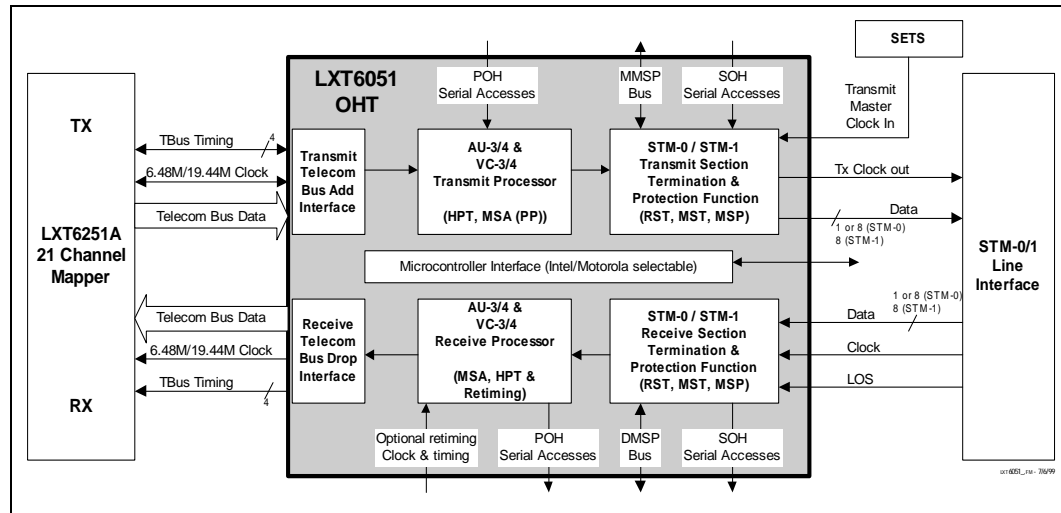 SETS
LXT6051
OHT
POH
Serial Accesses
MMSP
Bus
SOH
Serial Accesses
Transmit
Master
Clock In
TX
TBus Timing
4
6.48M/19.44M Clock
Telecom Bus Data
LXT6251A
21 Channel
Mapper
Transmit
Telecom
Bus Add
Interface
AU-3/4 &
VC-3/4
Transmit Processor
(HPT, MSA (PP))
STM-0 / STM-1
Transmit Section
Termination &
Protection Function
(RST, MST, MSP)
Tx Clock out
Data
1 or 8 (STM-0)
8 (STM-1)
STM-0/1
Line
Interface
Microcontroller Interface (Intel/Motorola selectable)
Telecom Bus Data
6.48M/19.44M Clock
TBus Timing
4
RX
Receive
Telecom
Bus Drop
Interface
AU-3/4 &
VC-3/4
Receive Processor
(MSA, HPT &
Retiming)
STM-0 / STM-1
Receive Section
Termination &
Protection Function
(RST, MST, MSP)
1 or 8 (STM-0)
8 (STM-1)
Data
Clock
LOS
Optional retiming
Clock & timing
POH
Serial Accesses
DMSP
Bus
SOH
Serial Accesses
LXT6051_FM - 7/6/99